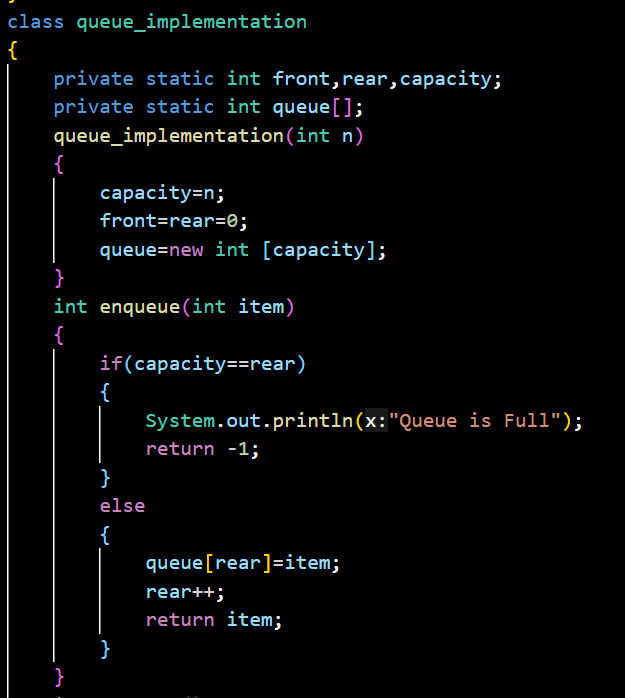 class queue_implementation
{
    private static int front,rear,capacity;
    private static int queue[];
    queue_implementation(int n)
    {
        capacity=n;
        front=rear=0;
        queue=new int [capacity];
    }
    int enqueue(int item)
    {
        if(capacity==rear)
        {
            System.out.println(x:"Queue is Full");
            return -1;
        }
        else
        {
            queue[rear]=item;
            rear++;
            return item;
        }
    }